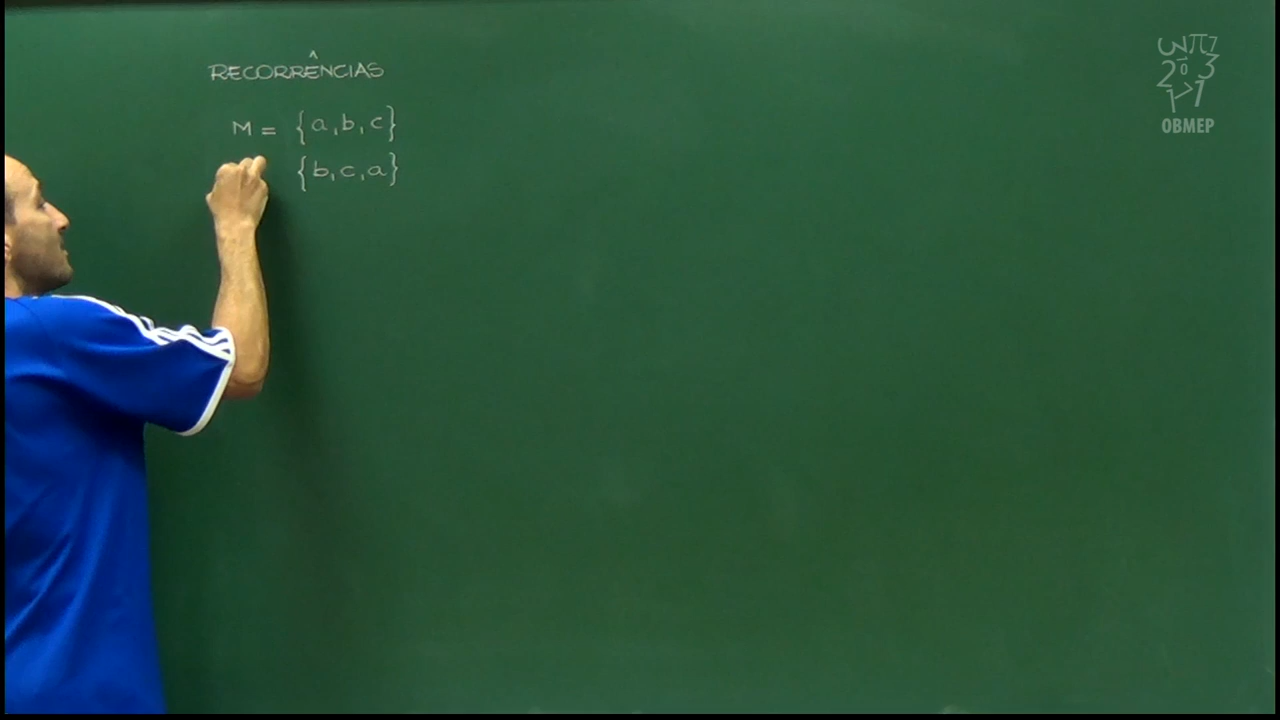 RECORRÊNCIAS
M = {a, b, c}
{b, c, a}
OBMEP